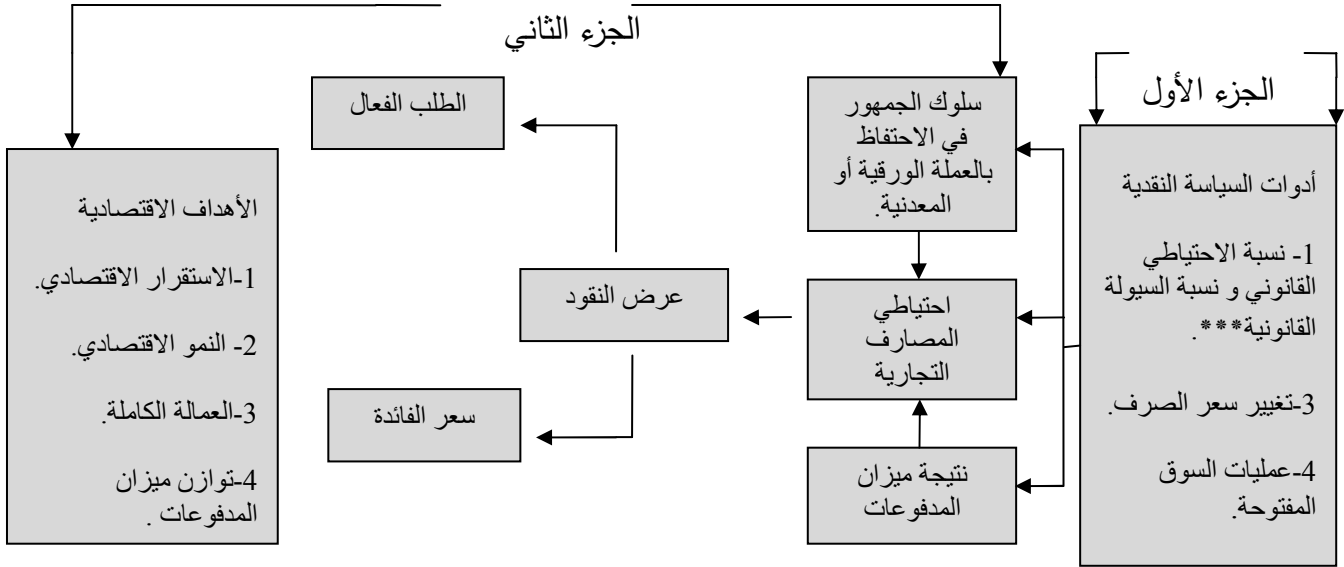 الجزء الثاني
الجزء الأول
أدوات السياسة النقدية
1- نسبة الاحتياطي
القانوني و نسبة السيولة
القانونية***.
3-تغيير سعر الصرف.
4-عمليات السوق
المفتوحة.
سلوك الجمهور
في الاحتفاظ
بالعملة الورقية أو
المعدنية.
احتياطي
المصارف
التجارية
نتيجة ميزان
المدفوعات
عرض النقود
الطلب الفعال
سعر الفائدة
الأهداف الاقتصادية
1-الاستقرار الاقتصادي.
2- النمو الاقتصادي.
3-العمالة الكاملة.
4-توازن ميزان
المدفوعات .